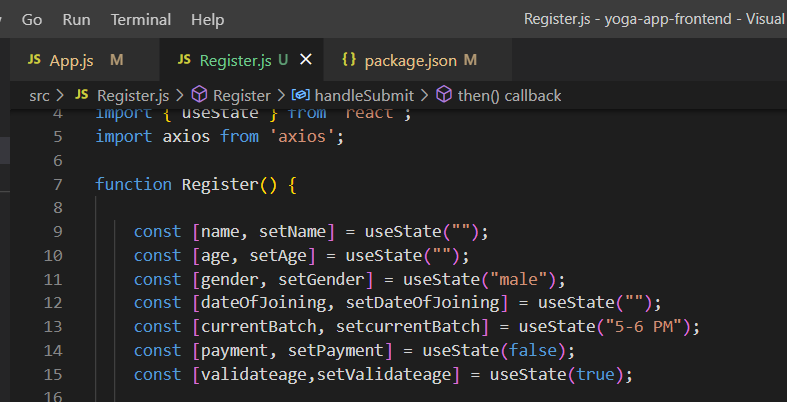 Go Run Terminal Help Register.js - yoga-app-frontend - Visual
JS App.js M JS Register.js U × {} package.json M
src > JS Register.js > Register > handleSubmit > then() callback
4 import { useState } from 'react';
5 import axios from 'axios';
6
7 function Register() {
8
9 const [name, setName] = useState("");
10 const [age, setAge] = useState("");
11 const [gender, setGender] = useState("male");
12 const [dateOfJoining, setDateOfJoining] = useState("");
13 const [currentBatch, setcurrentBatch] = useState("5-6 PM");
14 const [payment, setPayment] = useState(false);
15 const [validateage,setValidateage] = useState(true);
16